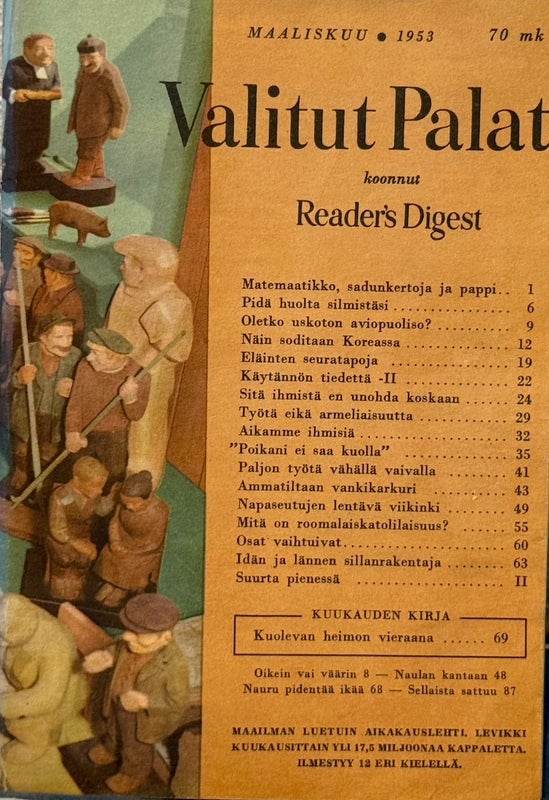 MAALISKUU ● 1953 70 mk
Valitut Palat
koonnut
Reader's Digest
Matemaatikko, sadunkertoja ja pappi.. 1
Pidä huolta silmistäsi ............... 6
Oletko uskoton aviopuoliso? .......... 9
Näin soditaan Koreassa ............... 12
Eläinten seuratapoja ............... 19
Käytännön tiedettä -II ............... 22
Sitä ihmistä en unohda koskaan ....... 24
Työtä eikä armeliaisuutta ............ 29
Aikamme ihmisiä ...................... 32
”Poikani ei saa kuolla” .............. 35
Paljon työtä vähällä vaivalla ....... 41
Ammatiltaan vankikarkuri ............ 43
Napaseutujen lentävä viikinki ........ 49
Mitä on roomalaiskatolilaisuus? ..... 55
Osat vaihtuivat....................... 60
Idän ja lännen sillanrakentaja ........ 63
Suurta pienessä ..................... II
KUUKAUDEN KIRJA
Kuolevan heimon vieraana ...... 69
Oikein vai väärin 8 — Naulan kantaan 48
Nauru pidentää ikää 68 — Sellaista sattuu 87
MAAILMAN LUETUIN AIKAKAUSLEHTI. LEVIKKI
KUUKAUSITTAIN YLI 17,5 MILJOONAA KAPPALETTA.
ILMESTYY 12 ERI KIELELLÄ.